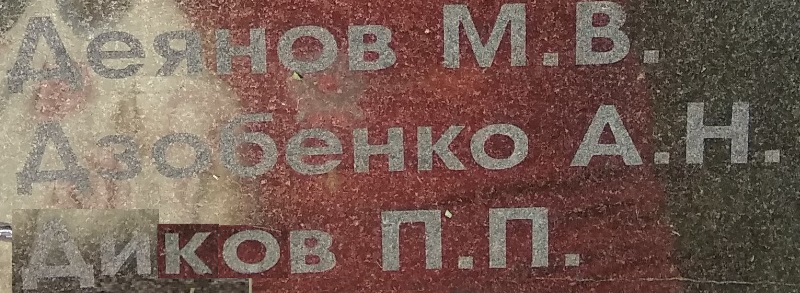 Деянов М.В.
Дзобенко А.Н.
Диков П.П.